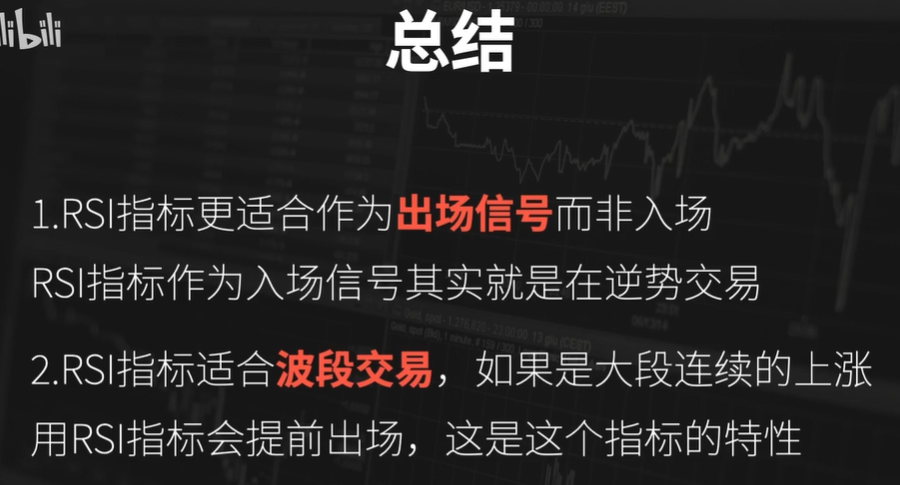 总结
1.RSI指标更适合作为出场信号而非入场
RSI指标作为入场信号其实就是在逆势交易
2.RSI指标适合波段交易，如果是大段连续的上涨
用RSI指标会提前出场，这是这个指标的特性